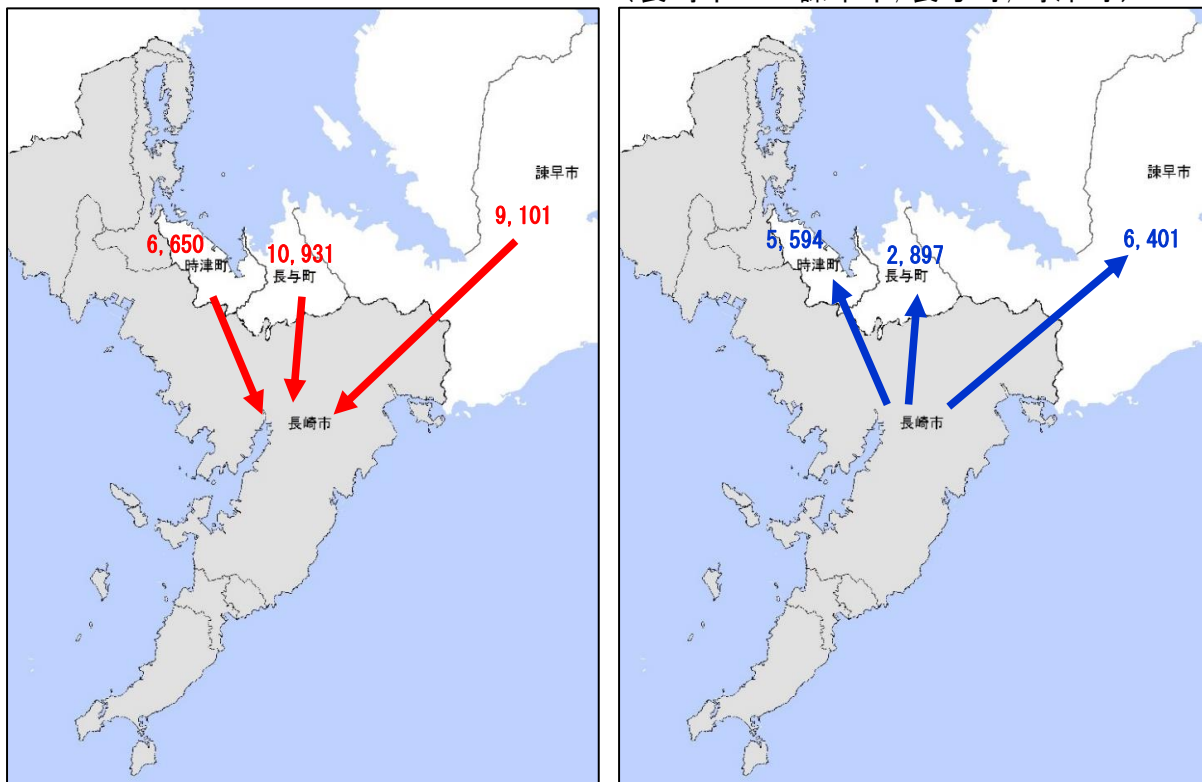 諫早市
9,101
6,650
10,931
時津町
長与町
長崎市
諫早市
6,401
5,594
2,897
時津町
長与町
長崎市